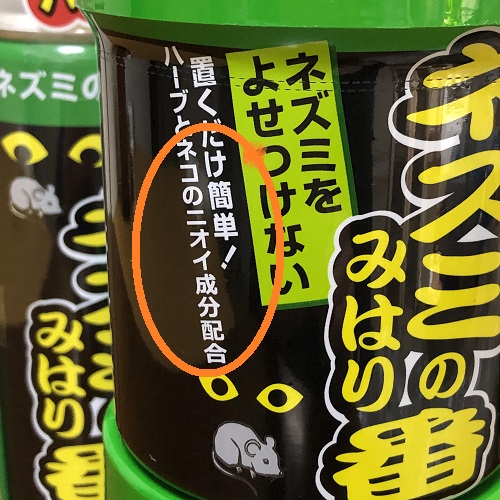 ネズミの番
みはり
ネズミを
よせつけない
置くだけ簡単!
ハーブとネコのニオイ成分配合
ネズミの
みはり
番